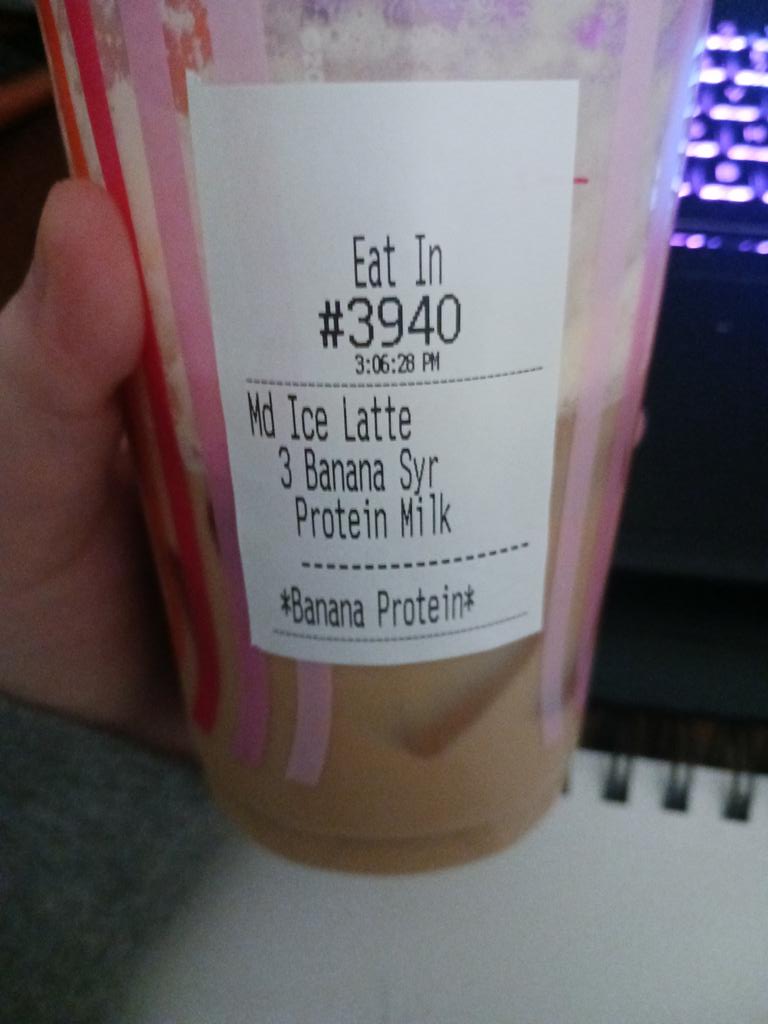 Eat In
#3940
3:06:28 PM
Md Ice Latte
3 Banana Syr
Protein Milk
*Banana Protein*